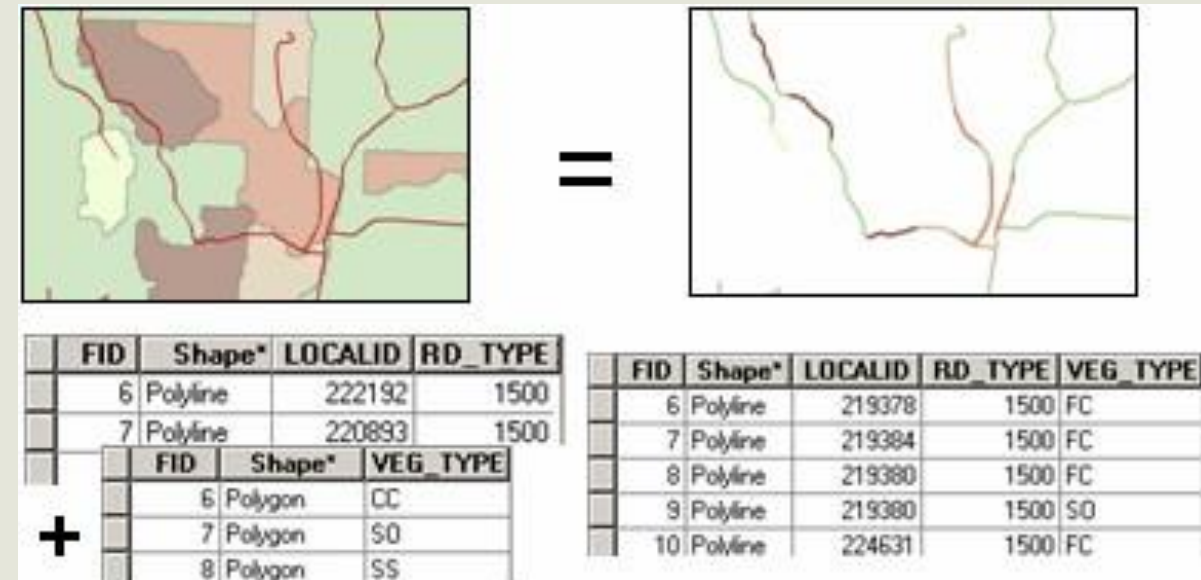 =
FID Shape* LOCALID RD_TYPE
6 Polyline 222192 1500
7 Polyline 220893 1500
+
FID Shape* VEG_TYPE
6 Polygon CC
7 Polygon SO
8 Polygon SS
FID Shape* LOCALID RD_TYPE VEG_TYPE
6 Polyline 219378 1500 FC
7 Polyline 219384 1500 FC
8 Polyline 219380 1500 FC
9 Polyline 219380 1500 SO
10 Polyline 224631 1500 FC